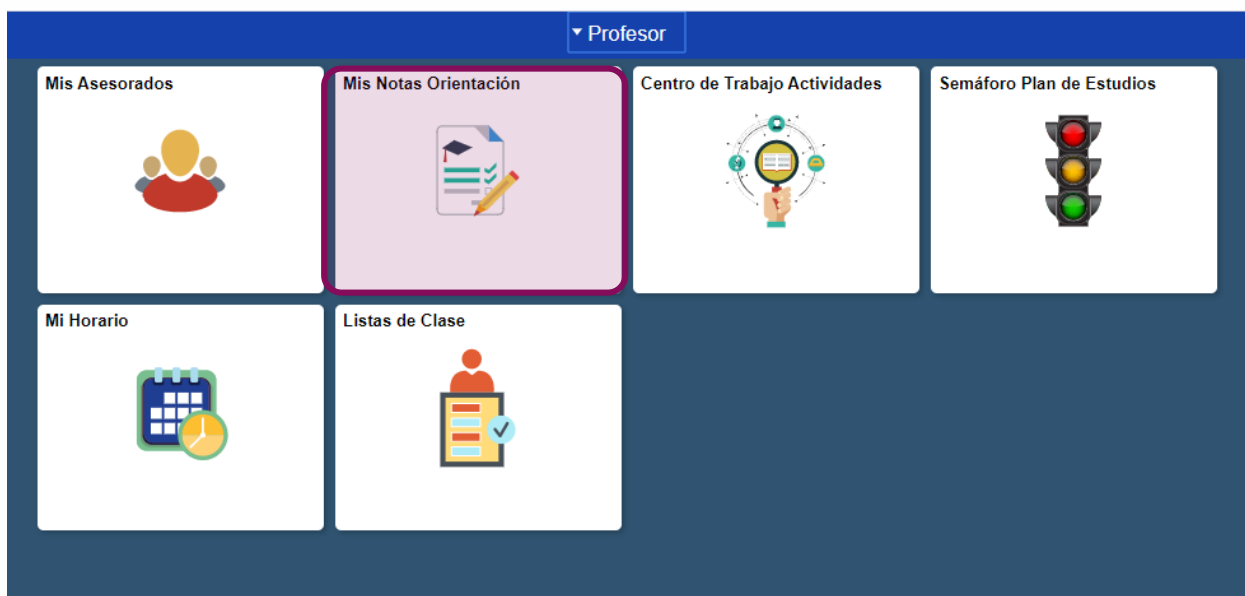 Profesor
Mis Asesorados
Mis Notas Orientación
Centro de Trabajo Actividades
Semáforo Plan de Estudios
Mi Horario
Listas de Clase